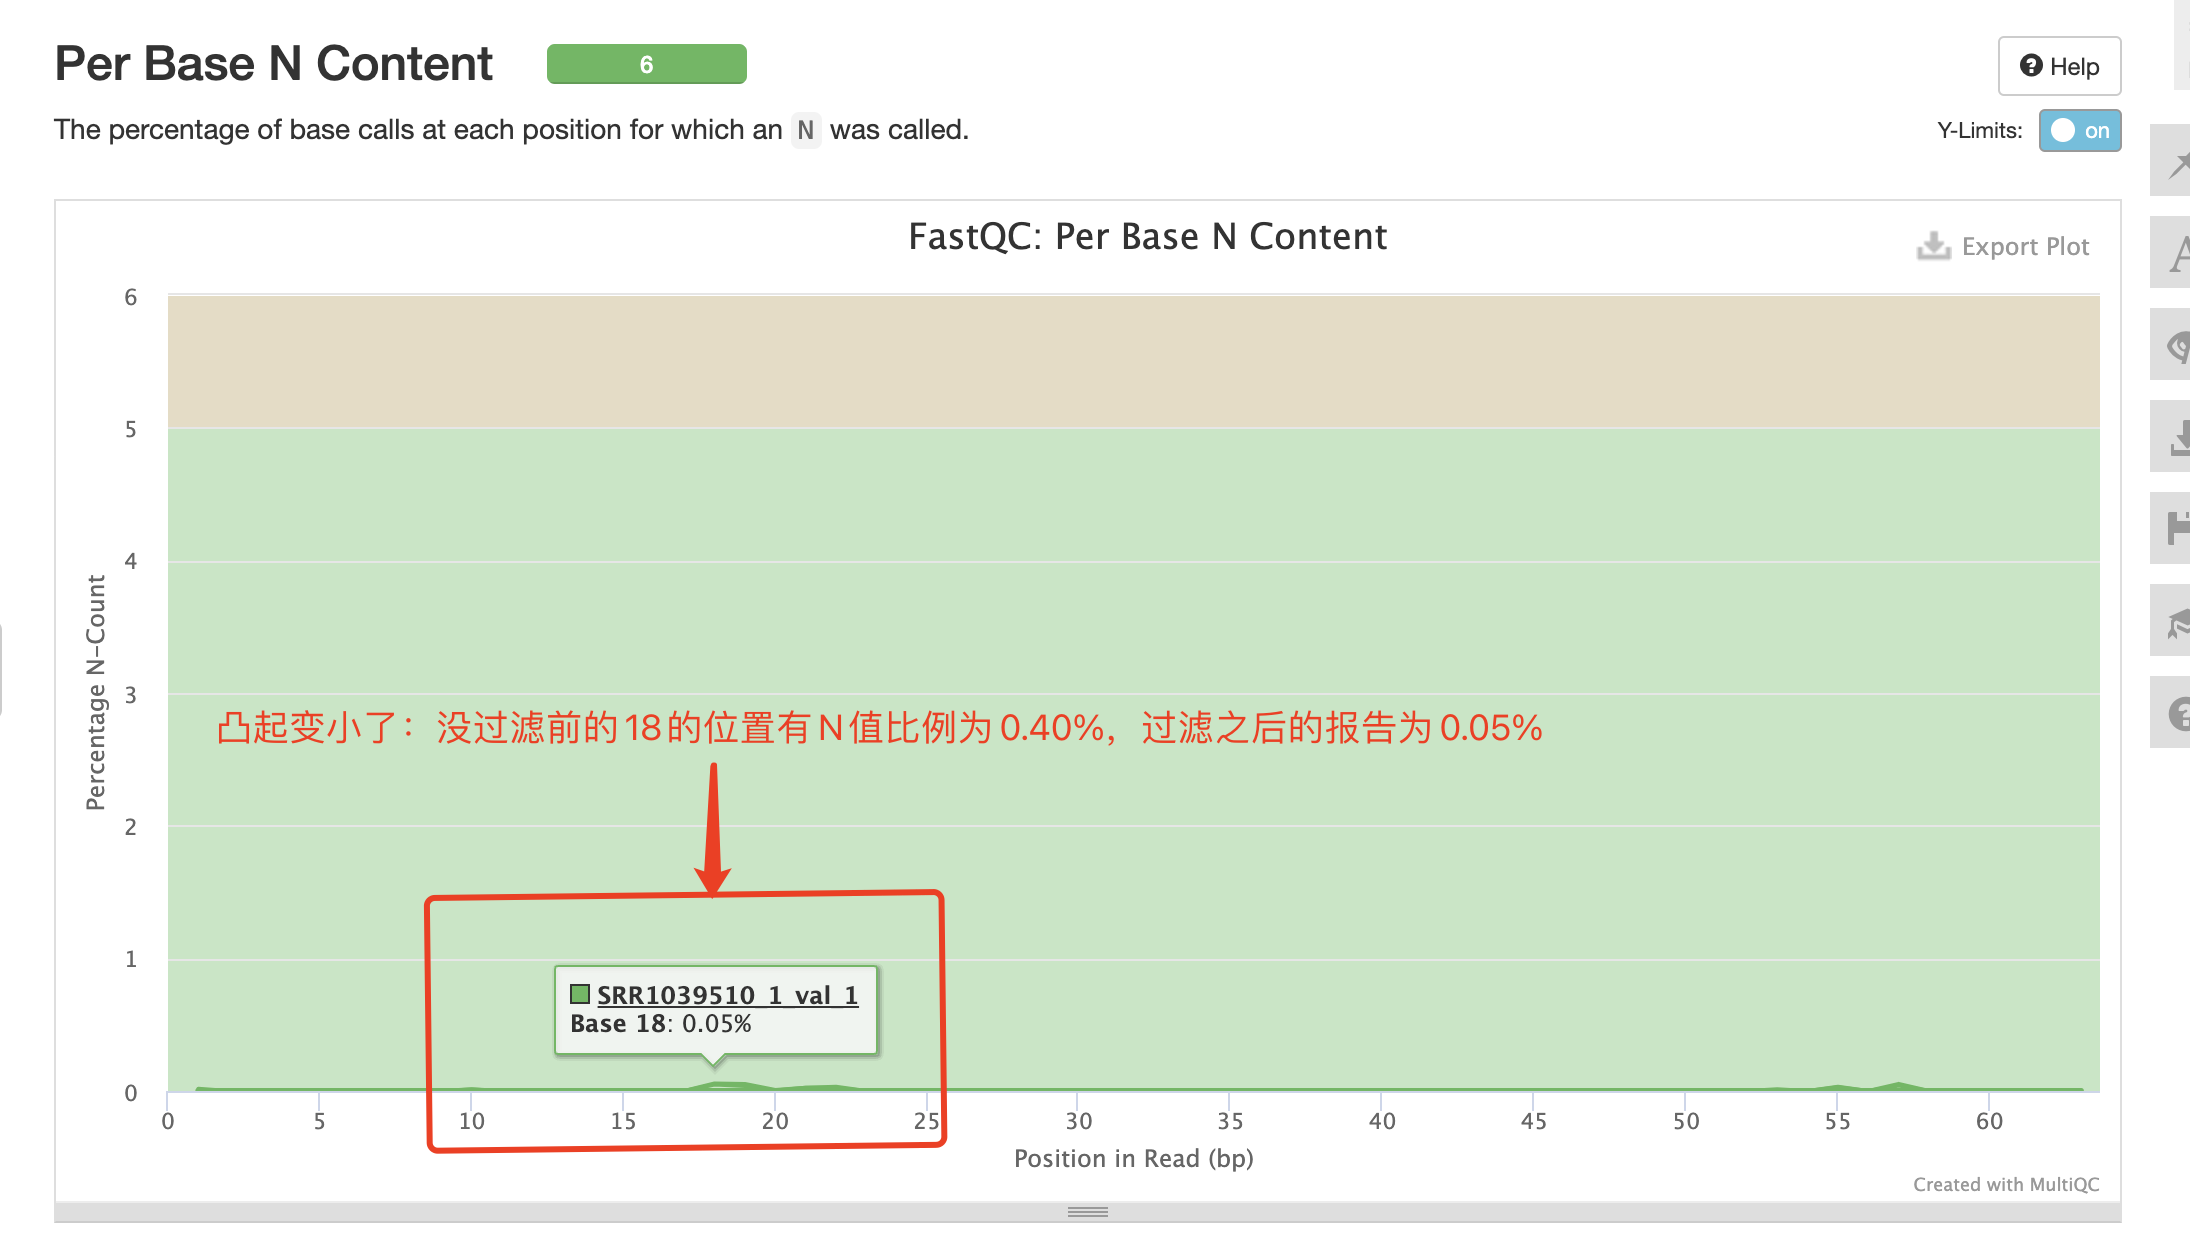 Per Base N Content
6
Help
The percentage of base calls at each position for which an N was called.
Y-Limits:
on
FastQC: Per Base N Content
Export Plot
6
5
4
3
2
1
0
Percentage N-Count
凸起变小了：没过滤前的18的位置有N值比例为0.40%，过滤之后的报告为0.05%
SRR1039510_1_val_1
Base 18: 0.05%
0 5 10 15 20 25 30 35 40 45 50 55 60
Position in Read (bp)
Created with MultiQC